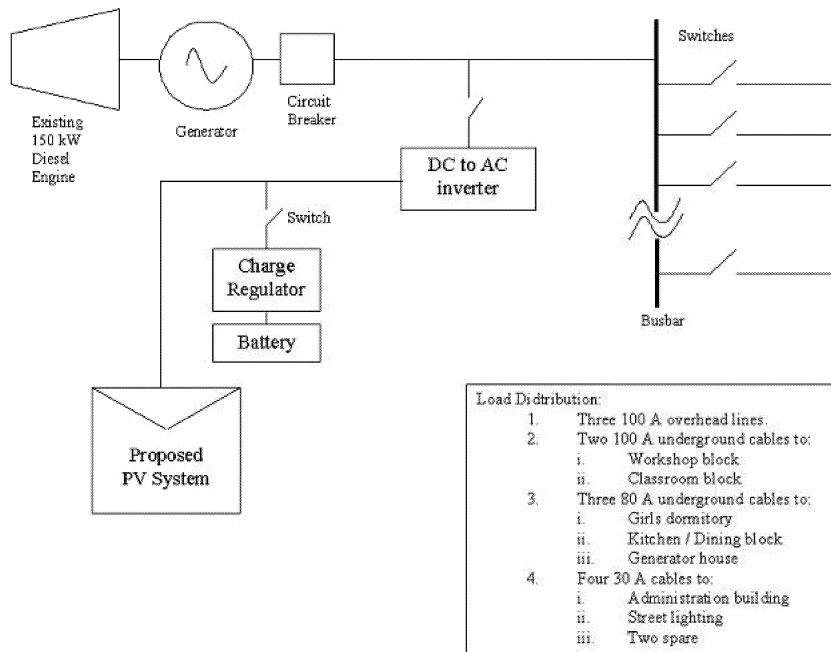 Existing
150 kW
Diesel
Engine
Generator
Circuit
Breaker
Switches
DC to AC
inverter
Switch
Charge
Regulator
Battery
Busbar
Proposed
PV System
Load Didtribution:
1. Three 100 A overhead lines.
2. Two 100 A underground cables to:
i. Workshop block
ii. Classroom block
3. Three 80 A underground cables to:
i. Girls dormitory
ii. Kitchen / Dining block
iii. Generator house
4. Four 30 A cables to:
i. Administration building
ii. Street lighting
iii. Two spare